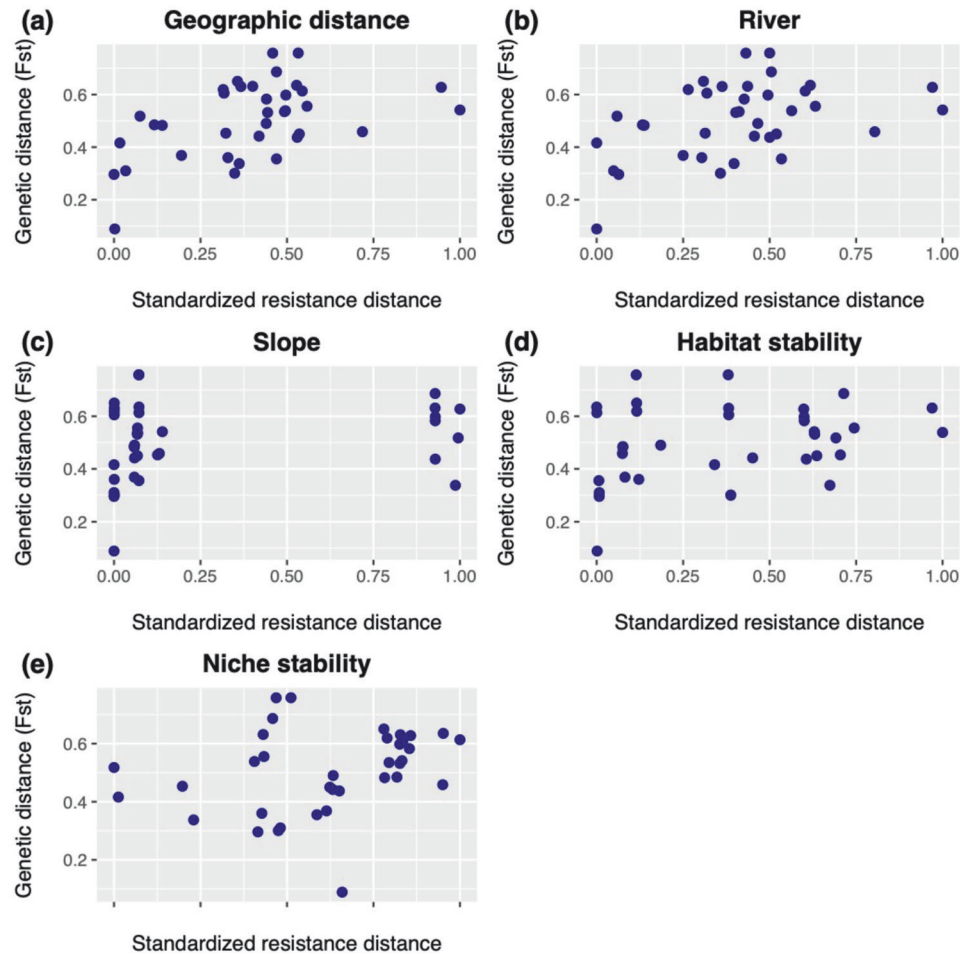 (a) Geographic distance
Genetic distance (Fst)
0.6
0.4
0.2
0.00 0.25 0.50 0.75 1.00
Standardized resistance distance
(b) River
Genetic distance (Fst)
0.6
0.4
0.2
0.00 0.25 0.50 0.75 1.00
Standardized resistance distance
(c) Slope
Genetic distance (Fst)
0.6
0.4
0.2
0.00 0.25 0.50 0.75 1.00
Standardized resistance distance
(d) Habitat stability
Genetic distance (Fst)
0.6
0.4
0.2
0.00 0.25 0.50 0.75 1.00
Standardized resistance distance
(e) Niche stability
Genetic distance (Fst)
0.6
0.4
0.2
Standardized resistance distance